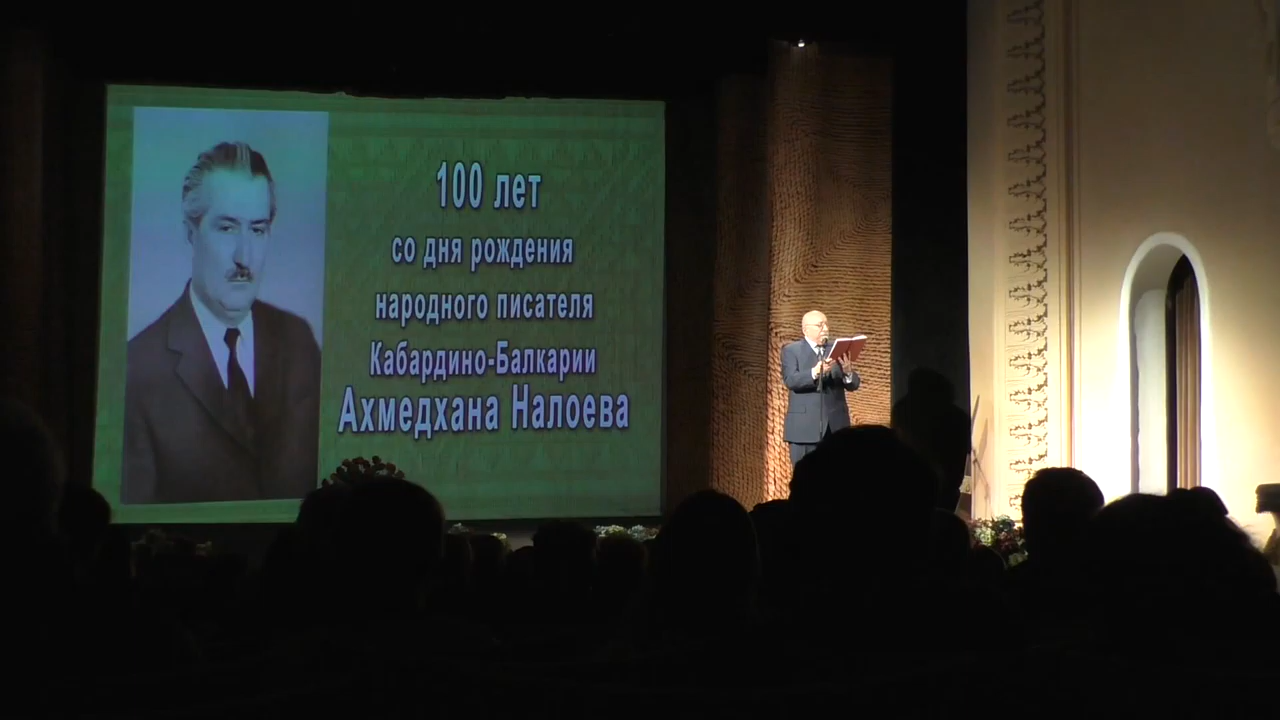 100 лет
со дня рождения
народного писателя
Кабардино-Балкарии
Ахмедхана Налоева